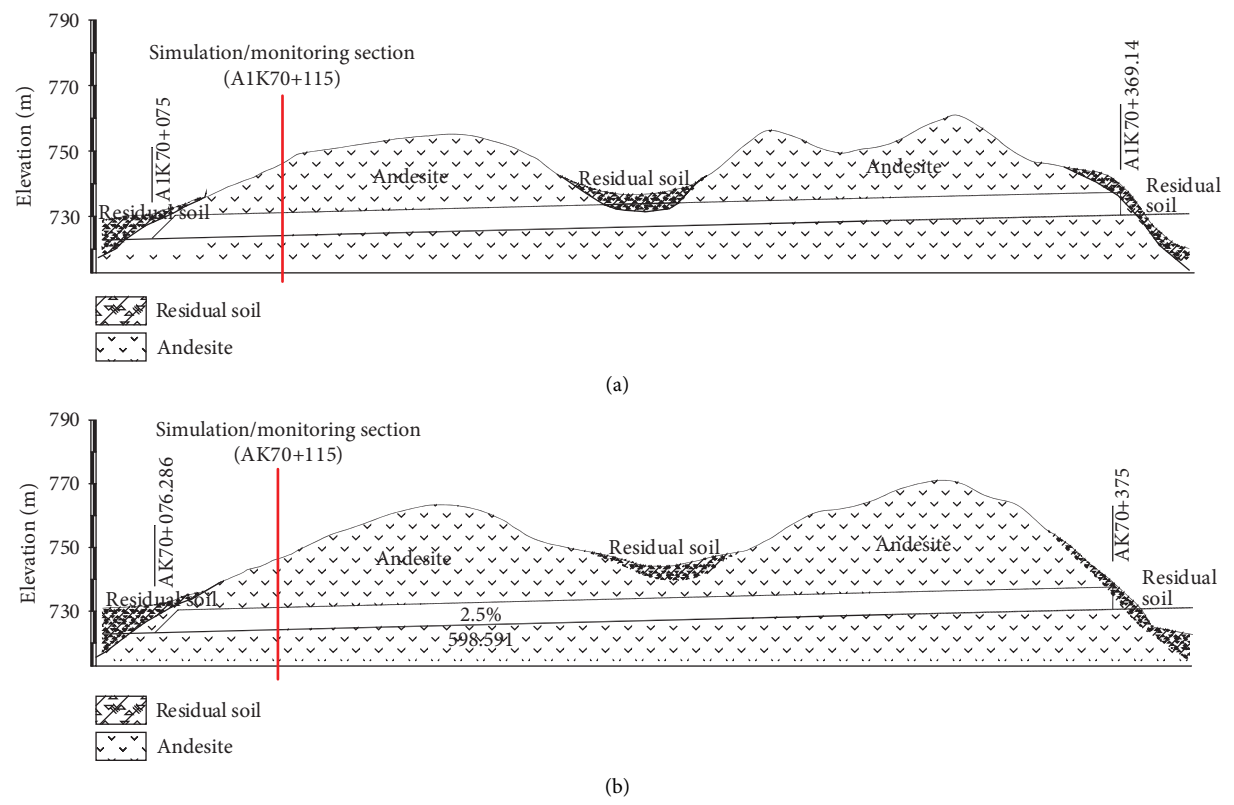 790
770
750
730
Elevation (m)
Simulation/monitoring section
(A1K70+115)
A1K70+075
A1K70+369.14
Andesite
Residual soil
Andesite
Residual soil
Residual
soil
Residual soil
Andesite
(a)
790
770
750
730
Elevation (m)
Simulation/monitoring section
(AK70+115)
AK70+076.286
AK70+375
Andesite
Residual soil
Andesite
Residual soil
Residual
soil
2.5%
598.591
Residual soil
Andesite
(b)